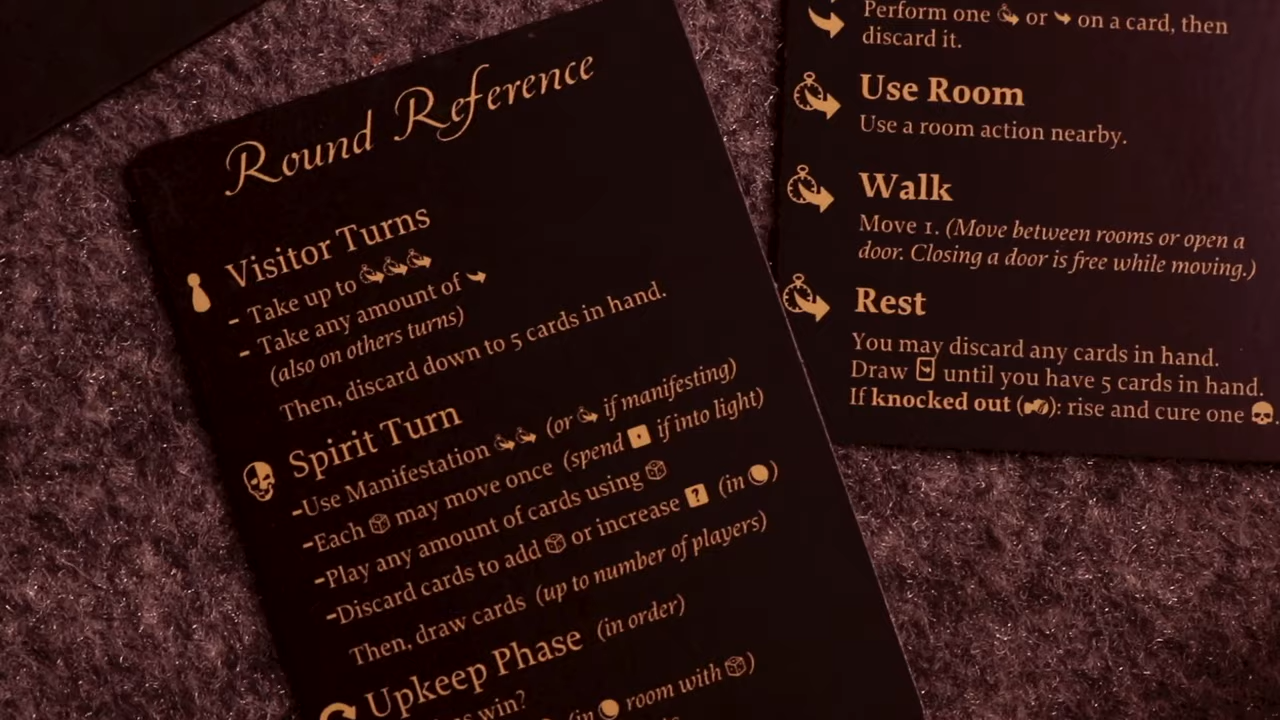 Round Reference
Visitor Turns
- Take up to
- Take any amount of
(also on others turns)
Then, discard down to 5 cards in hand.
Spirit Turn
-Use Manifestation (or if manifesting)
-Each may move once (spend if into light)
-Play any amount of cards using
-Discard cards to add or increase ? (in )
Then, draw cards (up to number of players)
Upkeep Phase (in order)
win?
(in room with )
Perform one or on a card, then
discard it.
Use Room
Use a room action nearby.
Walk
Move 1. (Move between rooms or open a
door. Closing a door is free while moving.)
Rest
You may discard any cards in hand.
Draw until you have 5 cards in hand.
If knocked out ( ): rise and cure one .